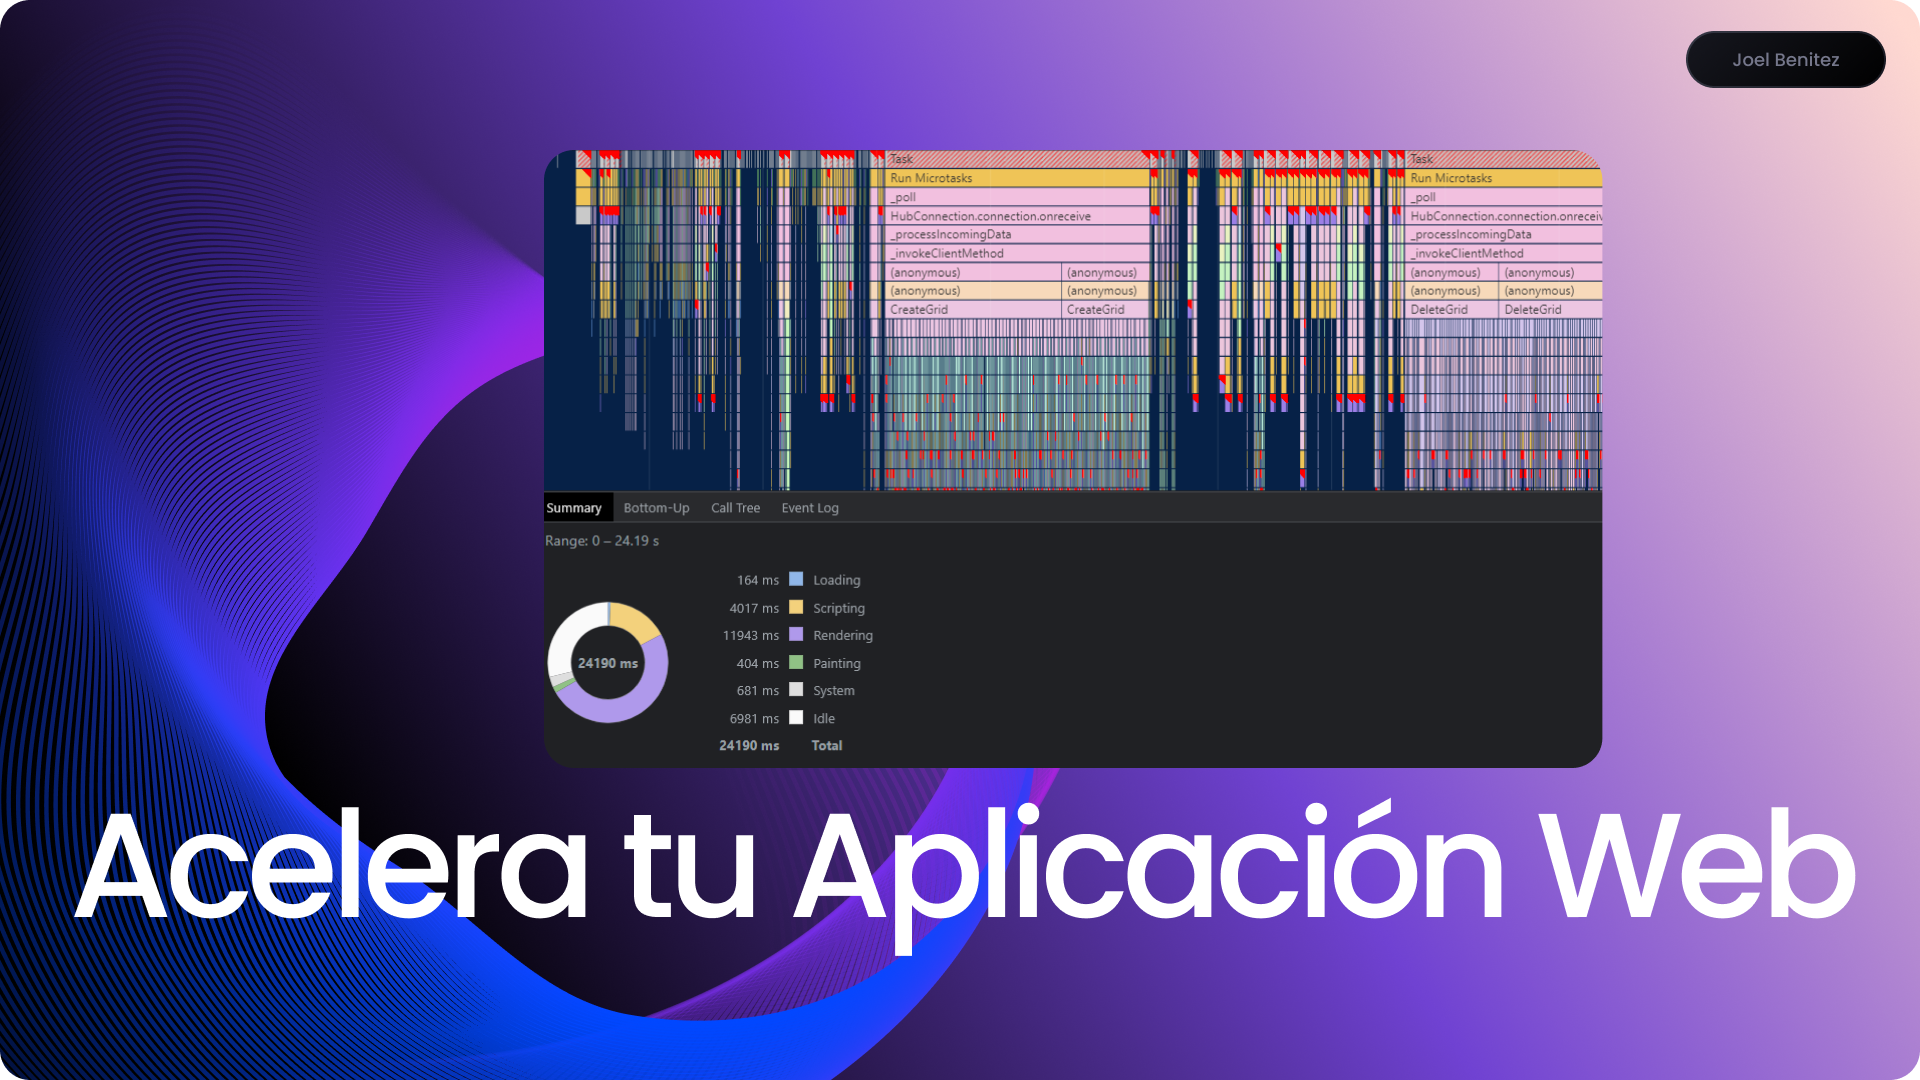 Joel Benitez
Task Task
Run Microtasks Run Microtasks
_poll _poll
HubConnection.connection.onreceive HubConnection.connection.onreceiv
_processIncomingData _processIncomingData
_invokeClientMethod _invokeClientMethod
(anonymous) (anonymous) (anonymous) (anonymous)
(anonymous) (anonymous) (anonymous) (anonymous)
CreateGrid CreateGrid DeleteGrid DeleteGrid
Summary Bottom-Up Call Tree Event Log
Range: 0 – 24.19 s
164 ms Loading
4017 ms Scripting
11943 ms Rendering
24190 ms 404 ms Painting
681 ms System
6981 ms Idle
24190 ms Total
Acelera tu Aplicación Web